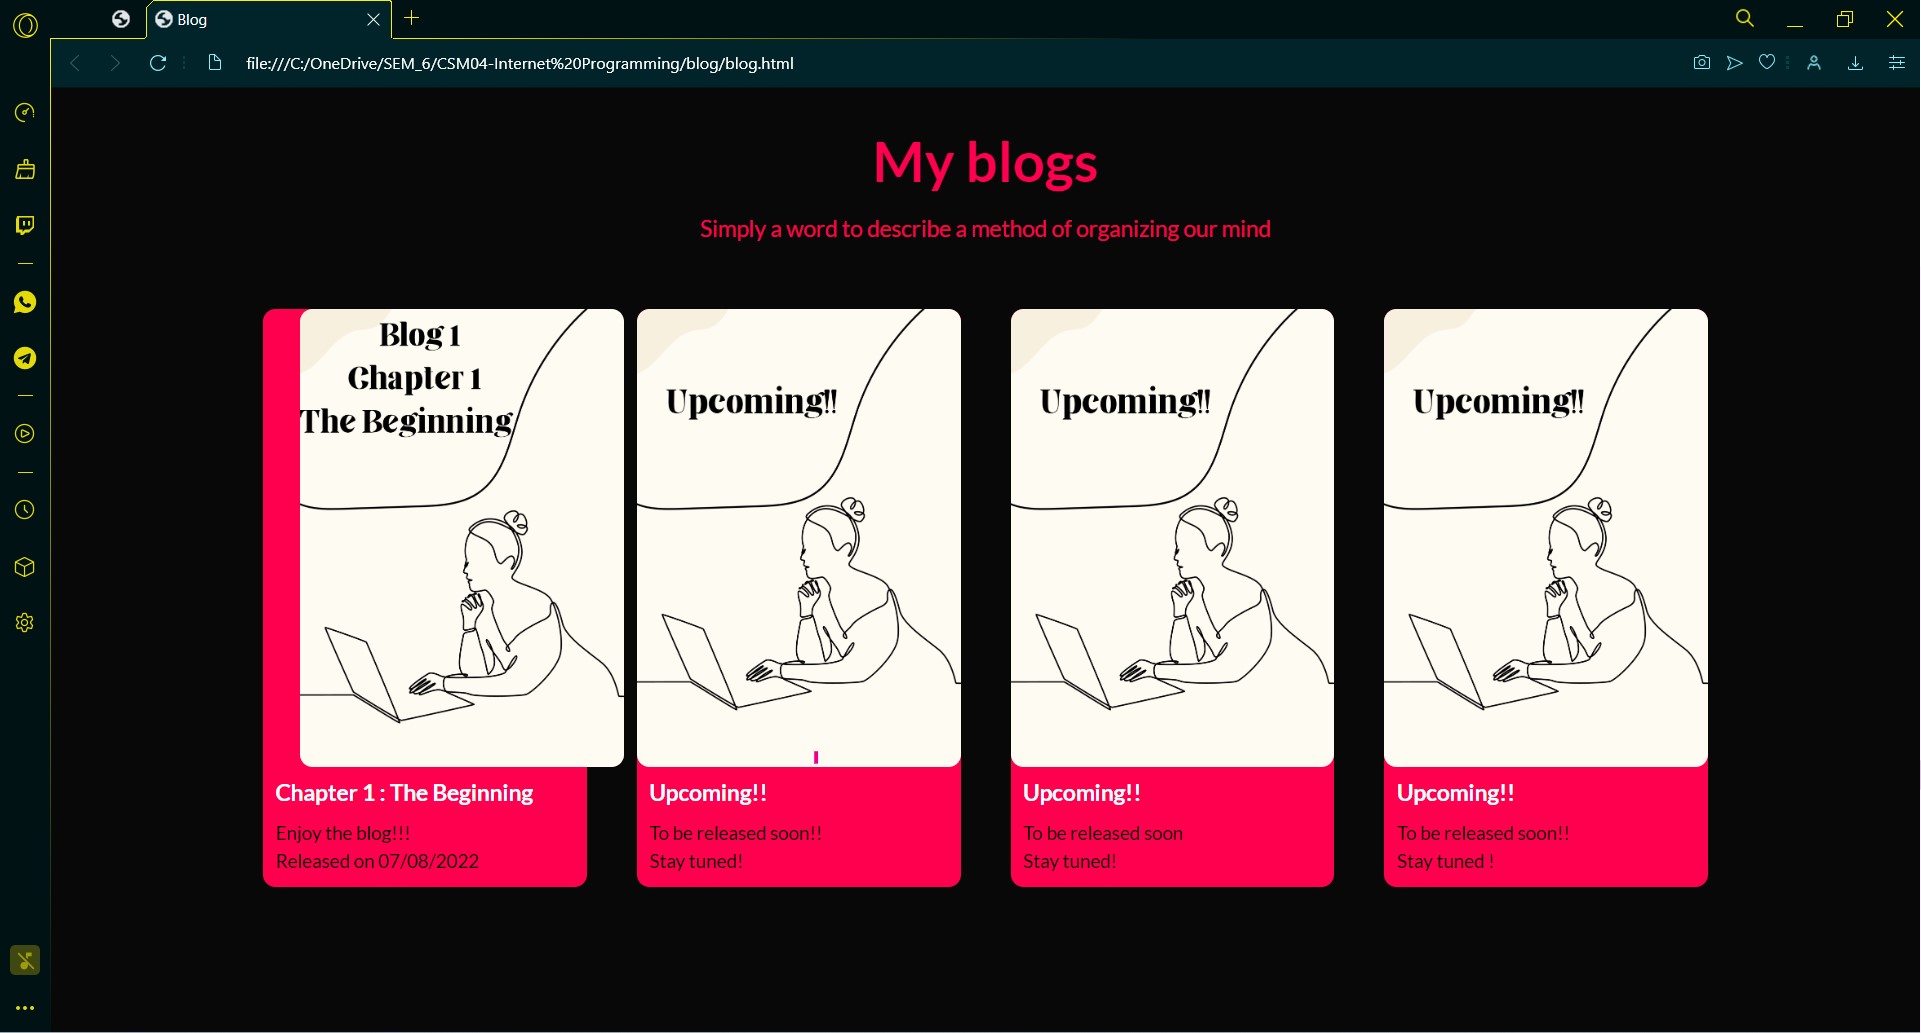 Blog
file:///C:/OneDrive/SEM_6/CSM04-Internet%20Programming/blog/blog.html
My blogs
Simply a word to describe a method of organizing our mind
Blog 1
Chapter 1
The Beginning
Chapter 1 : The Beginning
Enjoy the blog!!!
Released on 07/08/2022
Upcoming!!
Upcoming!!
To be released soon!!
Stay tuned!
Upcoming!!
Upcoming!!
To be released soon
Stay tuned!
Upcoming!!
Upcoming!!
To be released soon!!
Stay tuned !